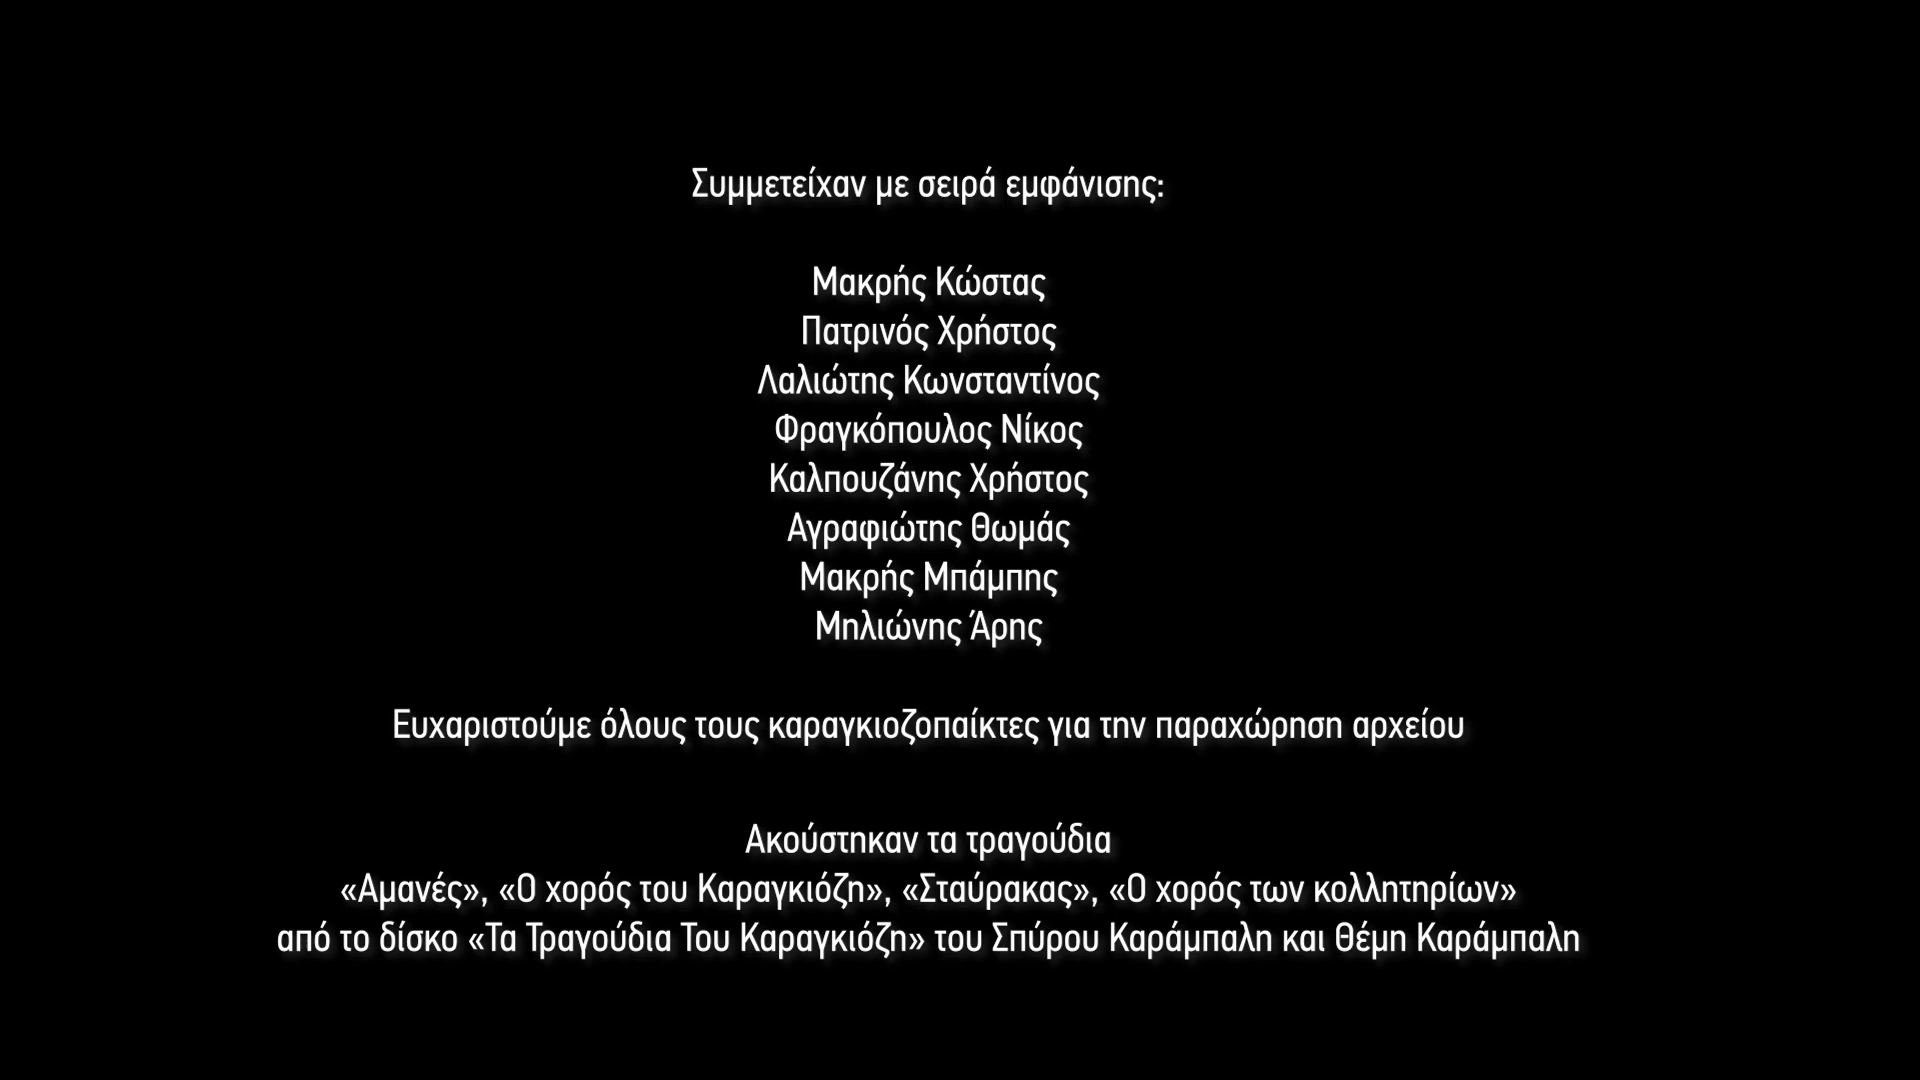 Συμμετείχαν με σειρά εμφάνισης:
Μακρής Κώστας
Πατρινός Χρήστος
Λαλιώτης Κωνσταντίνος
Φραγκόπουλος Νίκος
Καλπουζάνης Χρήστος
Αγραφιώτης Θωμάς
Μακρής Μπάμπης
Μηλιώνης Άρης
Ευχαριστούμε όλους τους καραγκιοζοπαίκτες για την παραχώρηση αρχείου
Ακούστηκαν τα τραγούδια
«Αμανές», «Ο χορός του Καραγκιόζη», «Σταύρακας», «Ο χορός των κολλητηρίων»
από το δίσκο «Τα Τραγούδια Του Καραγκιόζη» του Σπύρου Καράμπαλη και Θέμη Καράμπαλη